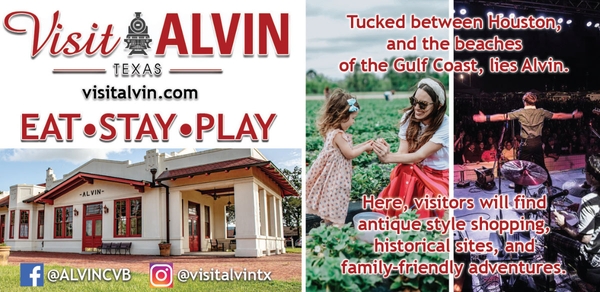 Visit ALVIN
TEXAS
visitalvin.com
EAT•STAY•PLAY
ALVIN
@ALVINCVB @visitalvintx
Tucked between Houston,
and the beaches
of the Gulf Coast, lies Alvin.
Here, visitors will find
antique style shopping,
historical sites, and
family-friendly adventures.